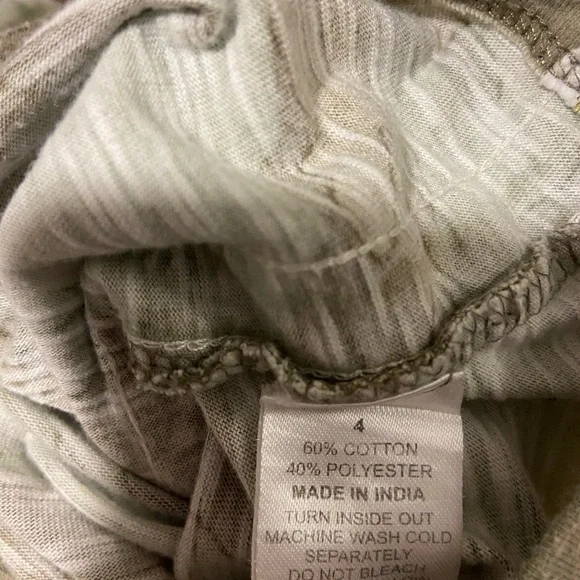 4
60% COTTON
40% POLYESTER
MADE IN INDIA
TURN INSIDE OUT
MACHINE WASH COLD
SEPARATELY
DO NOT BLEACH